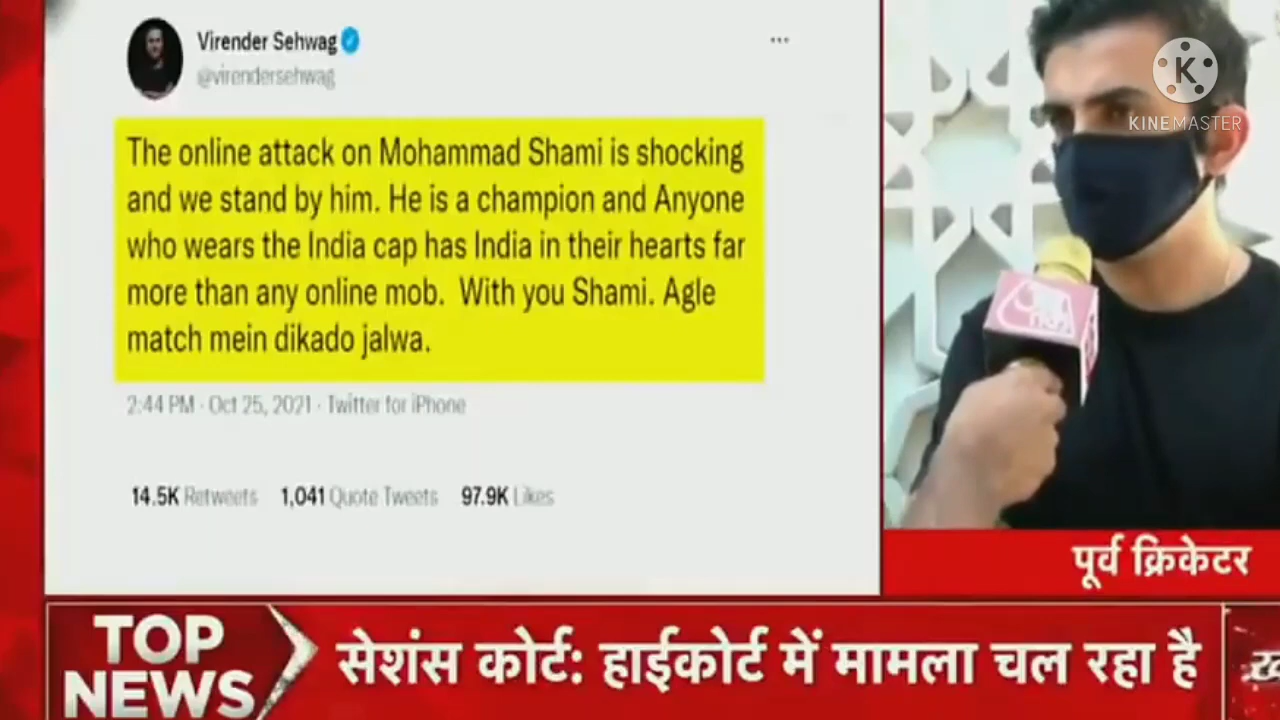 Virender Sehwag
@virendersehwag
The online attack on Mohammad Shami is shocking
and we stand by him. He is a champion and Anyone
who wears the India cap has India in their hearts far
more than any online mob.  With you Shami. Agle
match mein dikado jalwa.
2:44 PM · Oct 25, 2021 · Twitter for iPhone
14.5K Retweets 1,041 Quote Tweets 97.9K Likes
K
KINEMASTER
पूर्व क्रिकेटर
TOP
NEWS
सेशंस कोर्ट: हाईकोर्ट में मामला चल रहा है